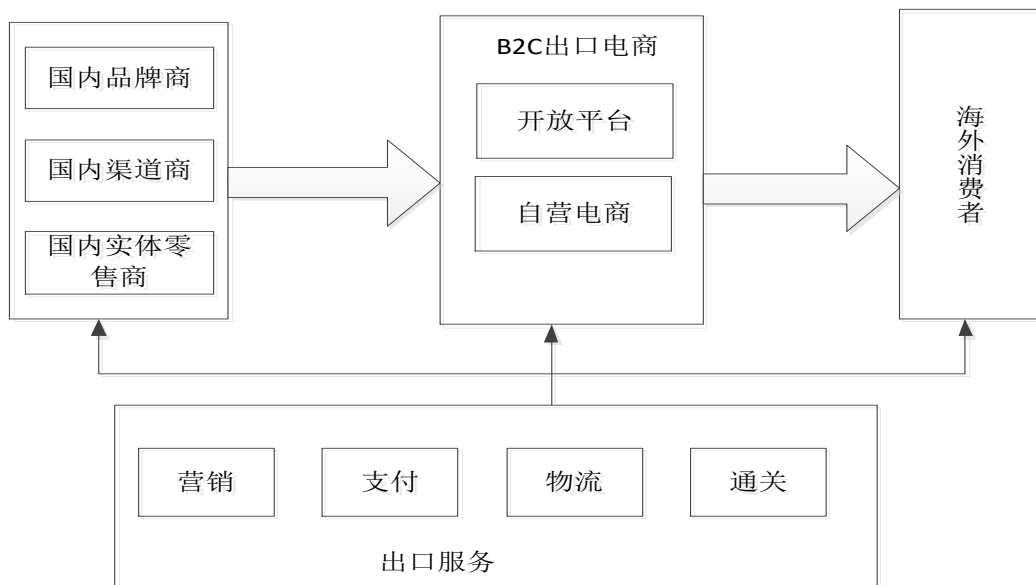 国内品牌商
国内渠道商
国内实体零
售商
B2C出口电商
开放平台
自营电商
海外消费者
营销
支付
物流
通关
出口服务